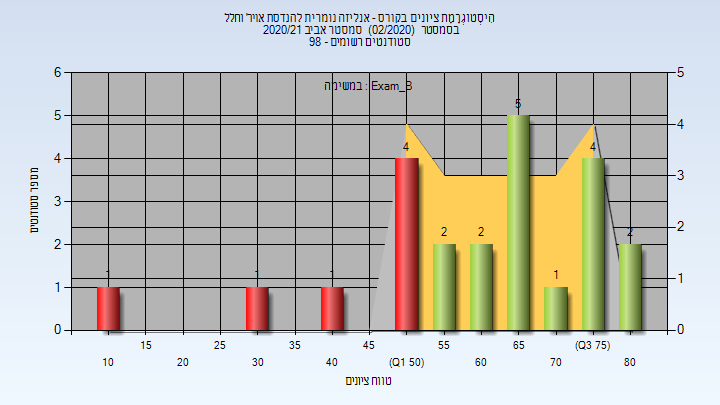 היסטוגרמת ציונים בקורס - אנליזה נומרית להנדסת אויר וחלל
בסמסטר (02/2020) סמסטר אביב 2020/21
סטודנטים רשומים - 98
במשימה : Exam_B
מספר סטודנטים
6
5
4
3
2
1
0
5
4
3
2
1
0
1
1
1
4
2
2
5
1
4
2
15 25 35 45 55 65 (Q3 75)
10 20 30 40 (Q1 50) 60 70 80
טווח ציונים